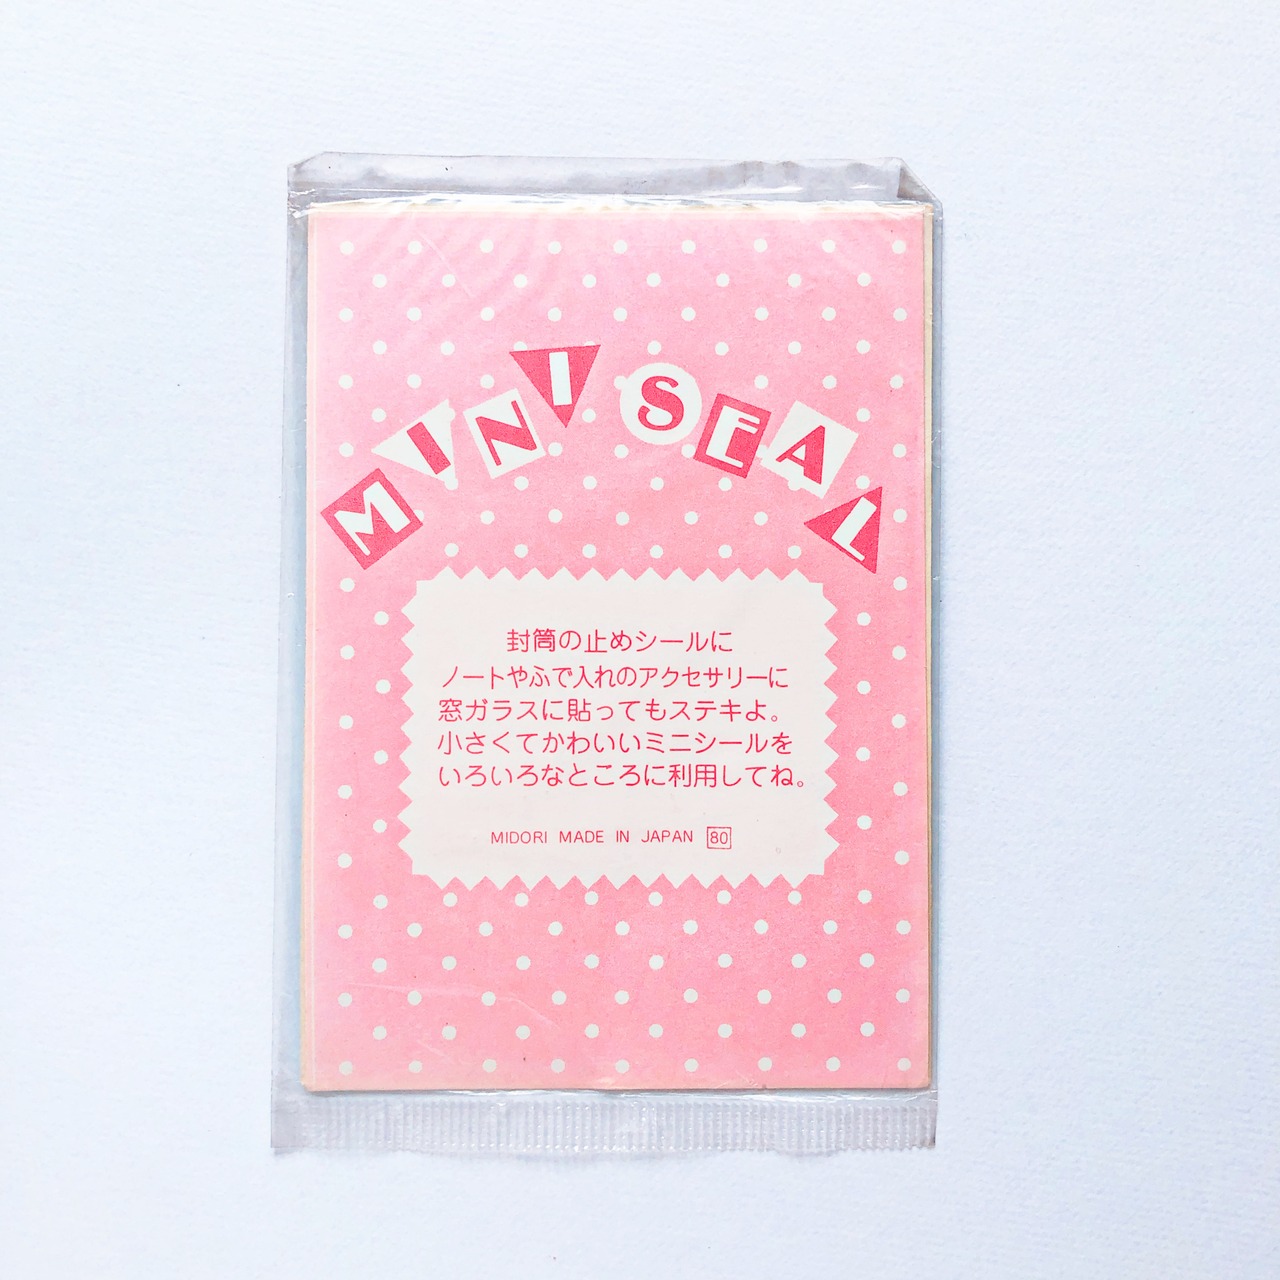 MINI SEAL
封筒の止めシールに
ノートやふで入れのアクセサリーに
窓ガラスに貼ってもステキよ。
小さくてかわいいミニシールを
いろいろなところに利用してね。
MIDORI MADE IN JAPAN 80